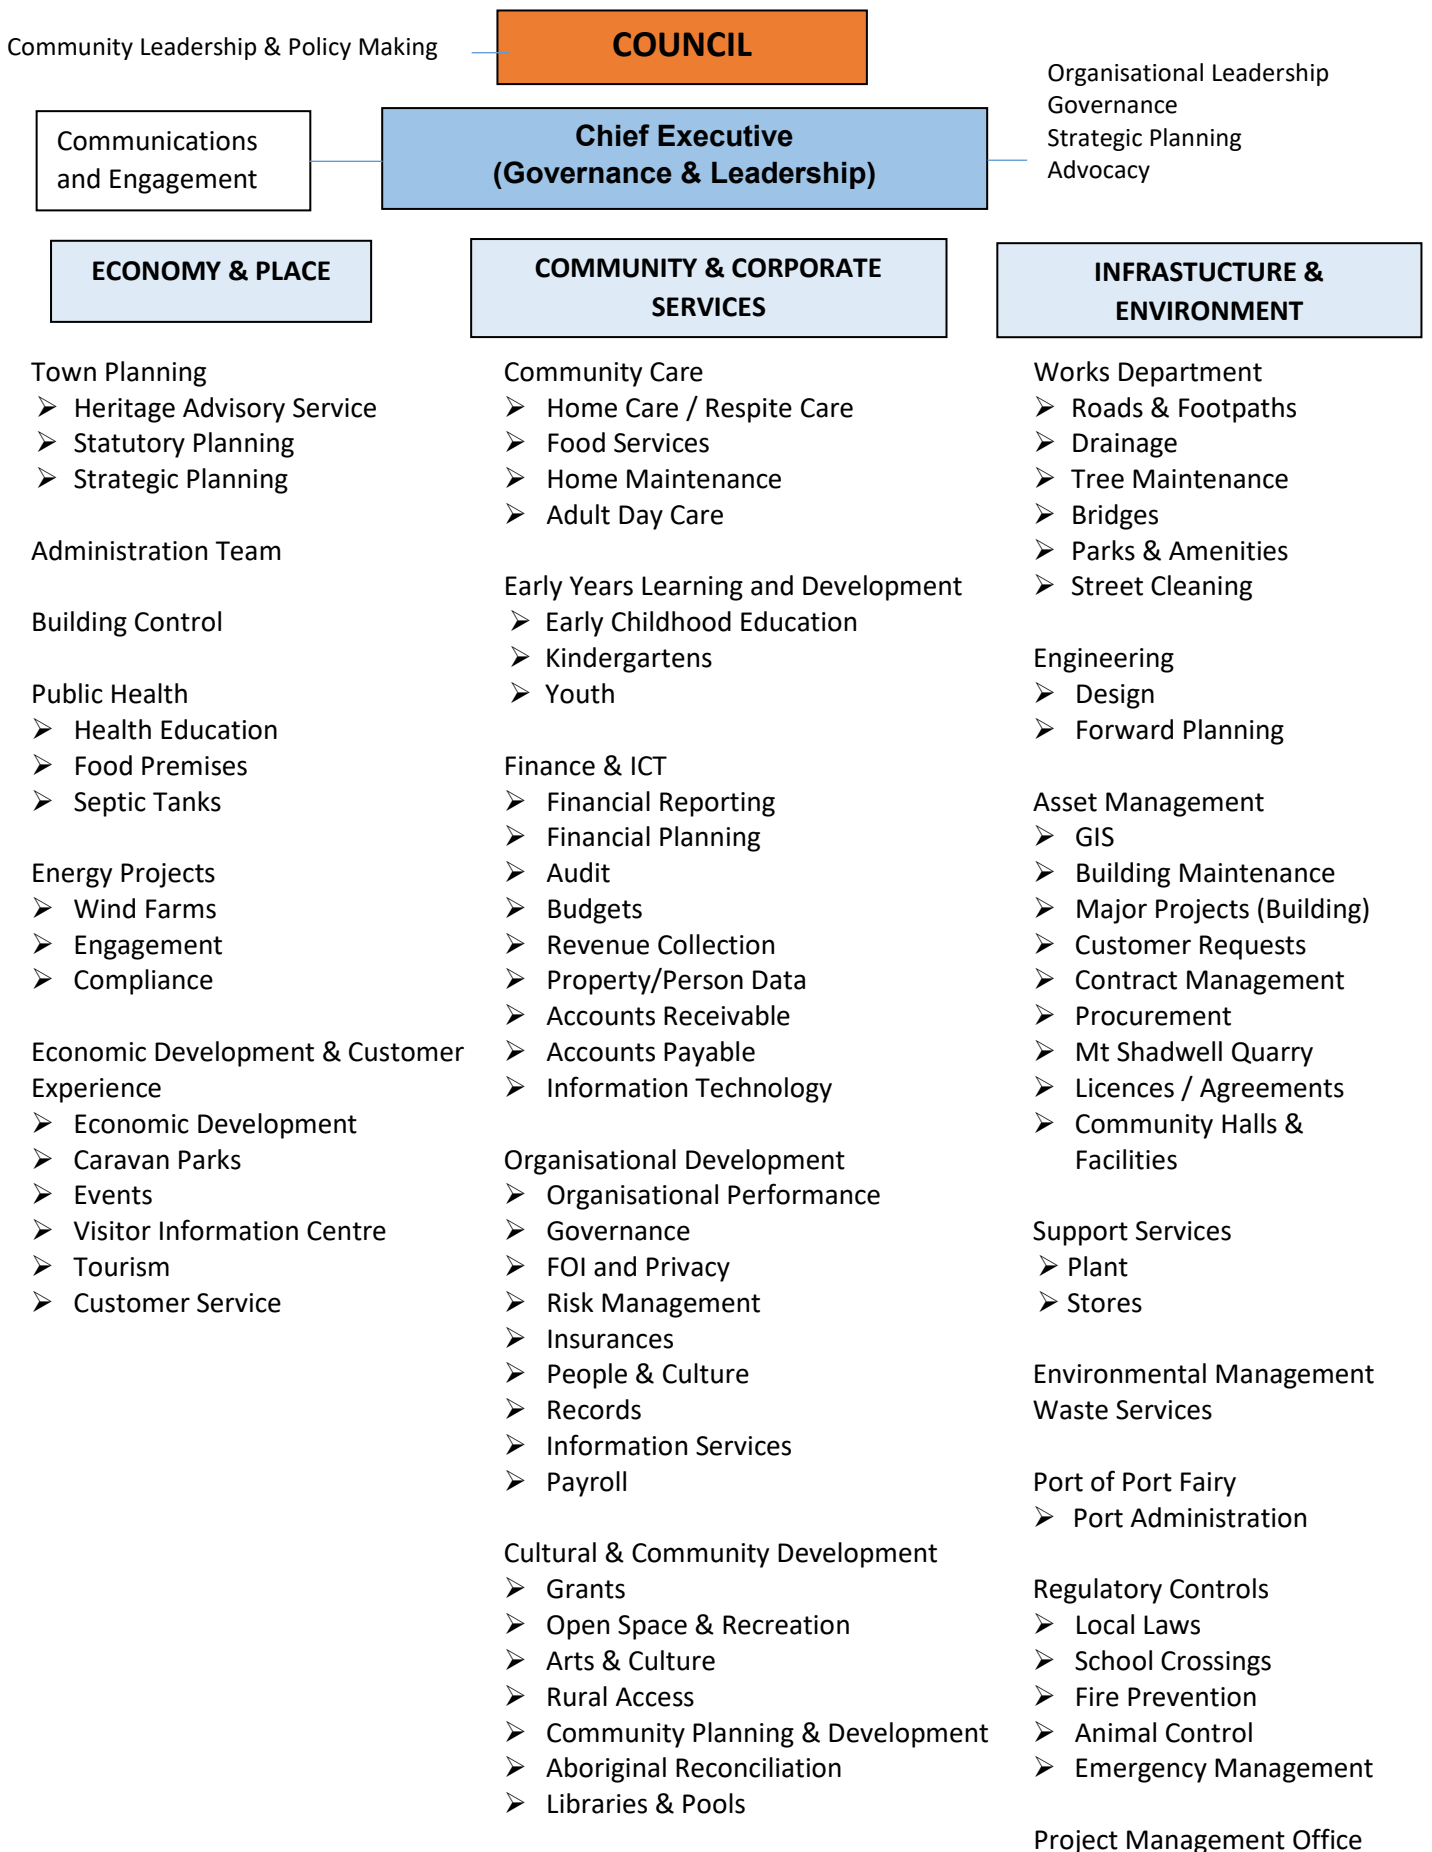 Community Leadership & Policy Making
COUNCIL
Organisational Leadership
Governance
Strategic Planning
Advocacy
Communications
and Engagement
Chief Executive
(Governance & Leadership)
ECONOMY & PLACE
Town Planning
➢ Heritage Advisory Service
➢ Statutory Planning
➢ Strategic Planning
Administration Team
Building Control
Public Health
➢ Health Education
➢ Food Premises
➢ Septic Tanks
Energy Projects
➢ Wind Farms
➢ Engagement
➢ Compliance
Economic Development & Customer
Experience
➢ Economic Development
➢ Caravan Parks
➢ Events
➢ Visitor Information Centre
➢ Tourism
➢ Customer Service
COMMUNITY & CORPORATE
SERVICES
Community Care
➢ Home Care / Respite Care
➢ Food Services
➢ Home Maintenance
➢ Adult Day Care
Early Years Learning and Development
➢ Early Childhood Education
➢ Kindergartens
➢ Youth
Finance & ICT
➢ Financial Reporting
➢ Financial Planning
➢ Audit
➢ Budgets
➢ Revenue Collection
➢ Property/Person Data
➢ Accounts Receivable
➢ Accounts Payable
➢ Information Technology
Organisational Development
➢ Organisational Performance
➢ Governance
➢ FOI and Privacy
➢ Risk Management
➢ Insurances
➢ People & Culture
➢ Records
➢ Information Services
➢ Payroll
Cultural & Community Development
➢ Grants
➢ Open Space & Recreation
➢ Arts & Culture
➢ Rural Access
➢ Community Planning & Development
➢ Aboriginal Reconciliation
➢ Libraries & Pools
INFRASTUCTURE &
ENVIRONMENT
Works Department
➢ Roads & Footpaths
➢ Drainage
➢ Tree Maintenance
➢ Bridges
➢ Parks & Amenities
➢ Street Cleaning
Engineering
➢ Design
➢ Forward Planning
Asset Management
➢ GIS
➢ Building Maintenance
➢ Major Projects (Building)
➢ Customer Requests
➢ Contract Management
➢ Procurement
➢ Mt Shadwell Quarry
➢ Licences / Agreements
➢ Community Halls &
Facilities
Support Services
➢ Plant
➢ Stores
Environmental Management
Waste Services
Port of Port Fairy
➢ Port Administration
Regulatory Controls
➢ Local Laws
➢ School Crossings
➢ Fire Prevention
➢ Animal Control
➢ Emergency Management
Project Management Office